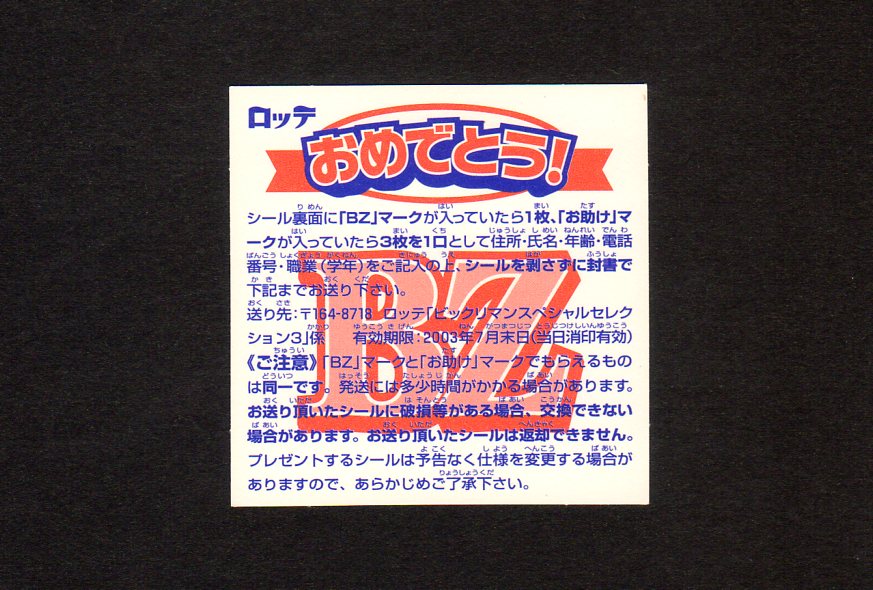 ロッテ
おめでとう!
シール裏面に「BZ」マークが入っていたら1枚、「お助け」マ
ークが入っていたら3枚を1口として住所・氏名・年齢・電話
番号・職業(学年)をご記入の上、シールを剥さずに封書で
下記までお送り下さい。
送り先:〒164-8718 ロッテ「ビックリマンスペシャルセレク
ション3」係 有効期限:2003年7月末日(当日消印有効)
《ご注意》「BZ」マークと「お助け」マークでもらえるもの
は同一です。発送には多少時間がかかる場合があります。
お送り頂いたシールに破損等がある場合、交換できない
場合があります。お送り頂いたシールは返却できません。
プレゼントするシールは予告なく仕様を変更する場合が
ありますので、あらかじめご了承下さい。
BZ